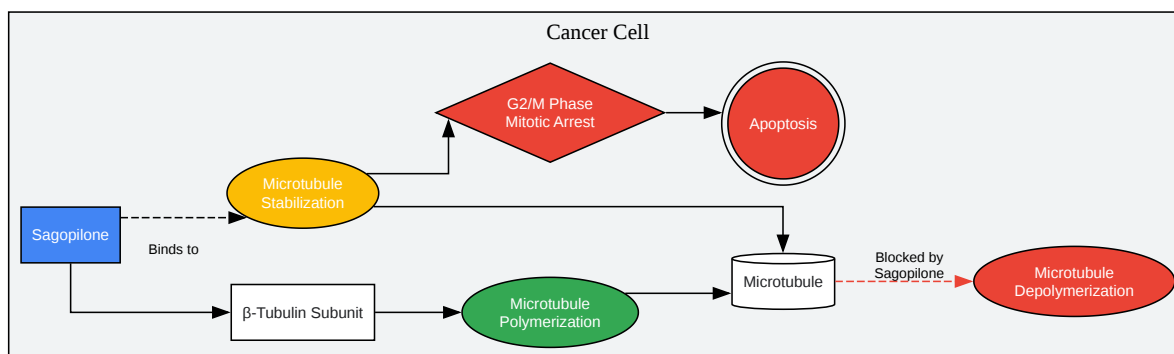 Cancer Cell
G2/M Phase
Mitotic Arrest
Apoptosis
Microtubule
Stabilization
Sagopilone
Binds to
β-Tubulin Subunit
Microtubule
Polymerization
Microtubule
Blocked by
Sagopilone
Microtubule
Depolymerization